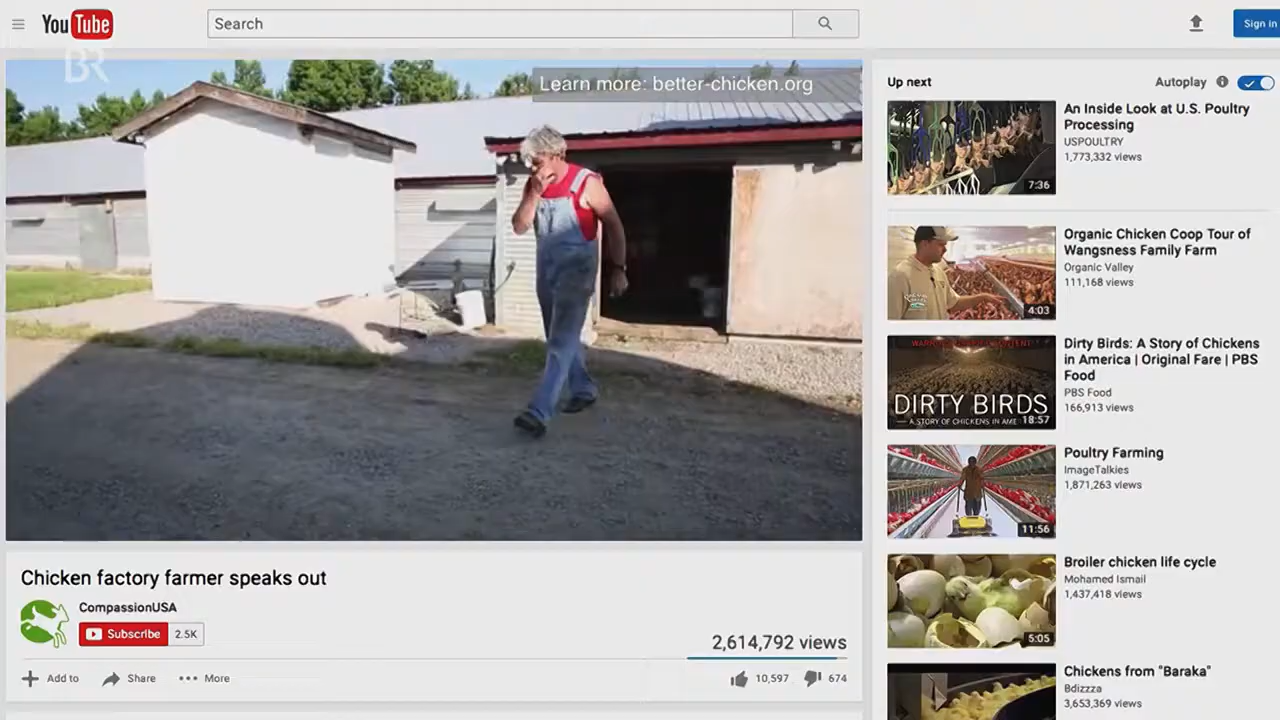 YouTube
Search
Sign in
BR
Learn more: better-chicken.org
Up next
Autoplay
An Inside Look at U.S. Poultry
Processing
USPOULTRY
1,773,332 views
7:36
Organic Chicken Coop Tour of
Wangsness Family Farm
Organic Valley
111,168 views
4:03
Dirty Birds: A Story of Chickens
in America | Original Fare | PBS
Food
PBS Food
166,913 views
DIRTY BIRDS
A STORY OF CHICKENS IN AME
18:57
Poultry Farming
ImageTalkies
1,871,263 views
11:56
Broiler chicken life cycle
Mohamed Ismail
1,437,418 views
5:05
Chickens from "Baraka"
Bdizzza
3,653,369 views
Chicken factory farmer speaks out
CompassionUSA
Subscribe 2.5K
2,614,792 views
Add to Share More
10,597 674